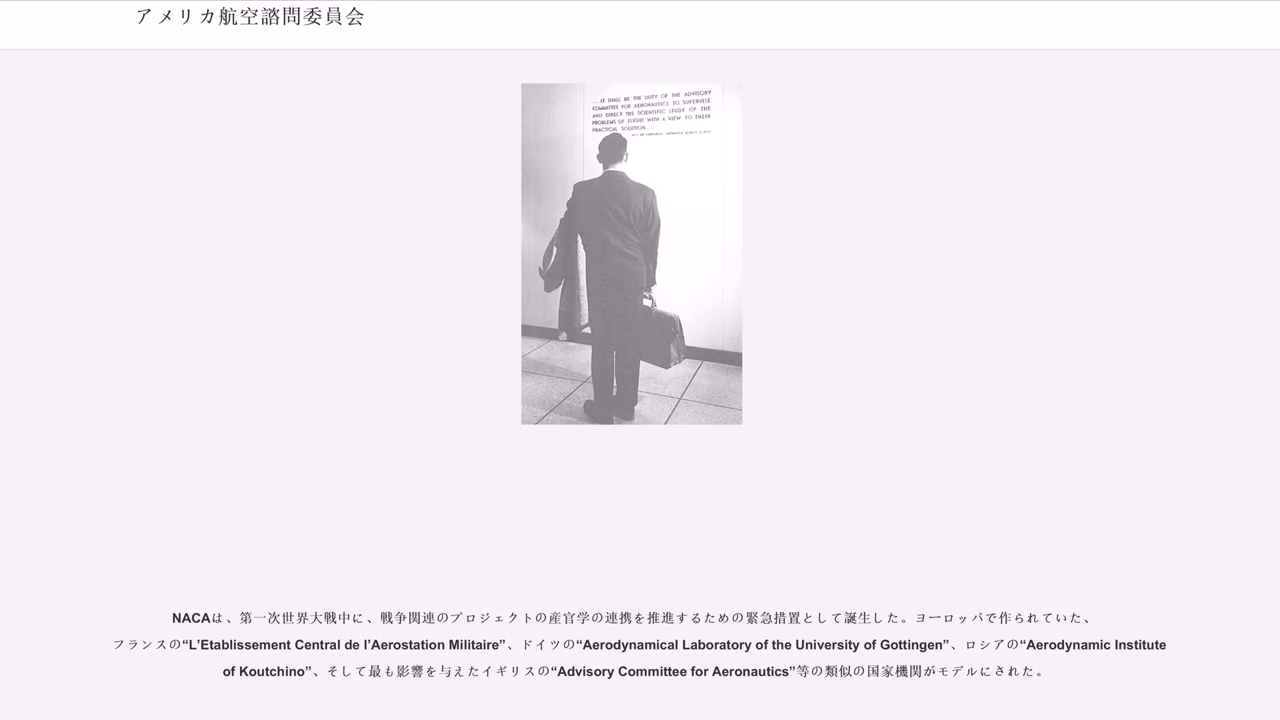 アメリカ航空諮問委員会
...IT SHALL BE THE DUTY OF THE ADVISORY
COMMITTEE FOR AERONAUTICS TO SUPERVISE
AND DIRECT THE SCIENTIFIC STUDY OF THE
PROBLEMS OF FLIGHT WITH A VIEW TO THEIR
PRACTICAL SOLUTION...
NACAは、第一次世界大戦中に、戦争関連のプロジェクトの産官学の連携を推進するための緊急措置として誕生した。ヨーロッパで作られていた、
フランスの“L’Etablissement Central de l’Aerostation Militaire”、ドイツの“Aerodynamical Laboratory of the University of Gottingen”、ロシアの“Aerodynamic Institute
of Koutchino”、そして最も影響を与えたイギリスの“Advisory Committee for Aeronautics”等の類似の国家機関がモデルにされた。